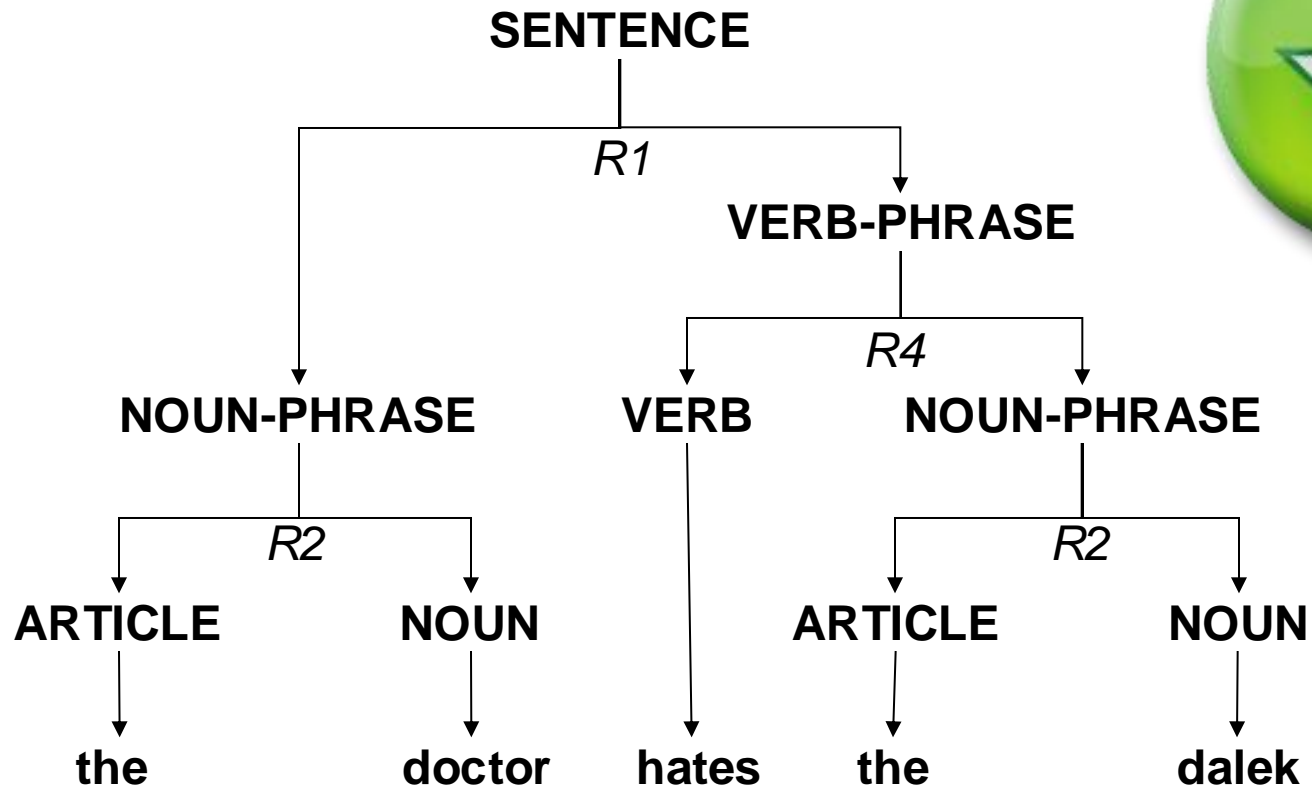 SENTENCE
R1
VERB-PHRASE
R4
NOUN-PHRASE VERB NOUN-PHRASE
R2 R2
ARTICLE NOUN ARTICLE NOUN
the doctor hates the dalek